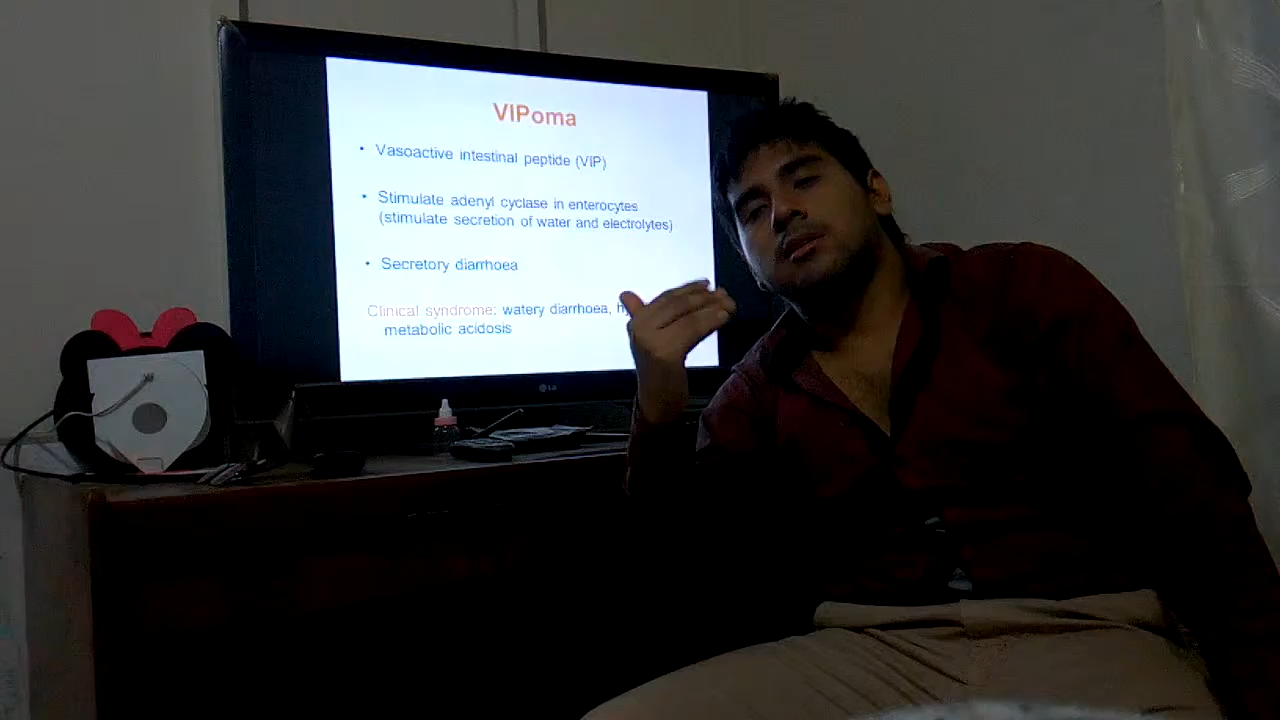 VIPoma
• Vasoactive intestinal peptide (VIP)
• Stimulate adenyl cyclase in enterocytes
(stimulate secretion of water and electrolytes)
• Secretory diarrhoea
Clinical syndrome: watery diarrhoea,
metabolic acidosis
LG